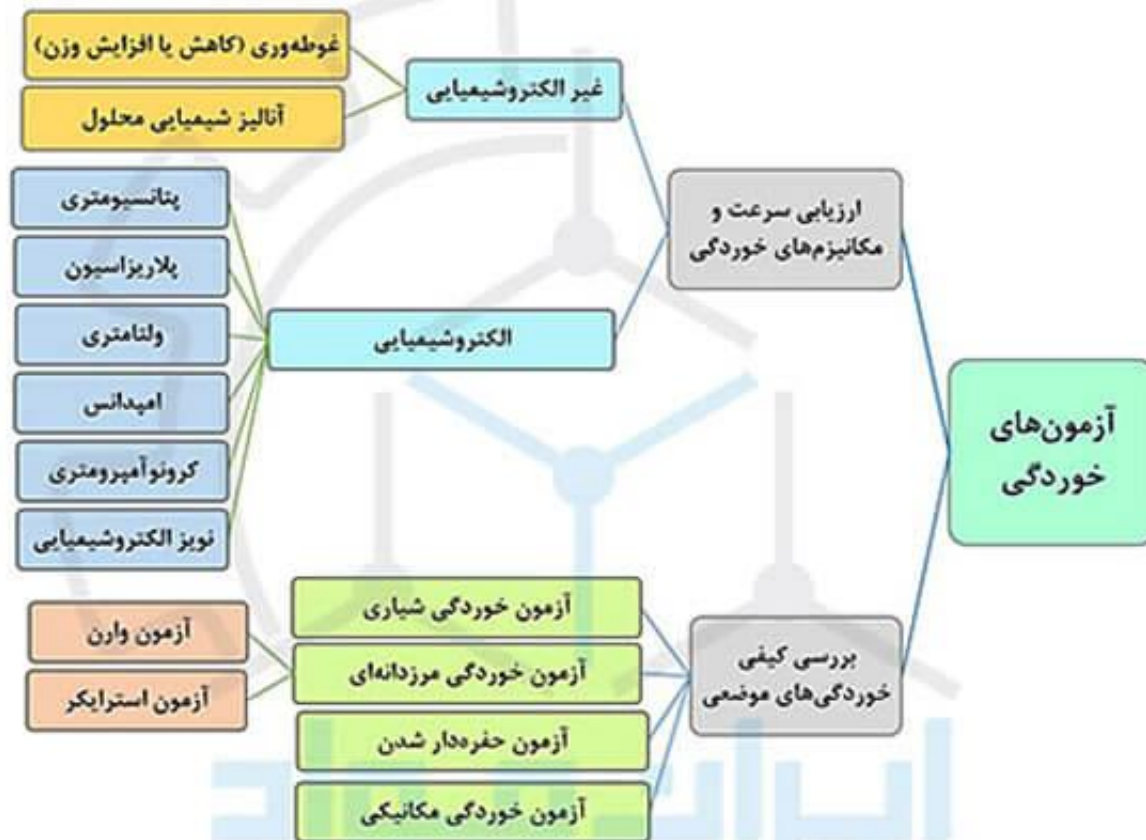 آزمون‌های
خوردگی
ارزیابی سرعت و
مکانیزم‌های خوردگی
غیر الکتروشیمیایی
غوطه‌وری (کاهش یا افزایش وزن)
آنالیز شیمیایی محلول
الکتروشیمیایی
پتانسیومتری
پلاریزاسیون
ولتامتری
امپدانس
کرونوآمپرومتری
نویز الکتروشیمیایی
بررسی کیفی
خوردگی‌های موضعی
آزمون خوردگی شیاری
آزمون خوردگی مرزدانه‌ای
آزمون وارن
آزمون استرایکر
آزمون حفره‌دار شدن
آزمون خوردگی مکانیکی